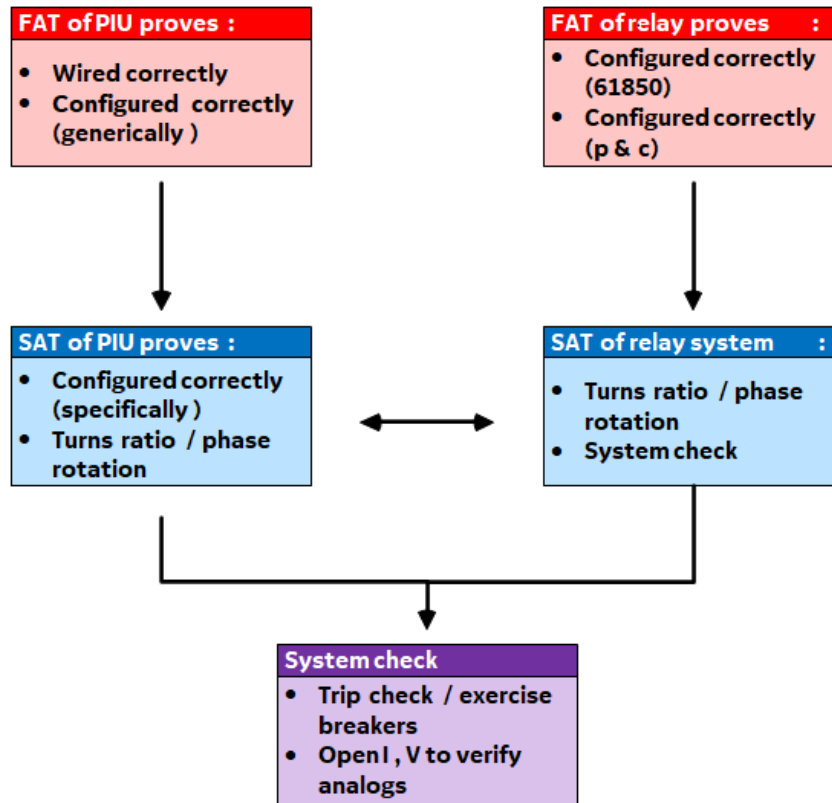 FAT of PIU proves :
• Wired correctly
• Configured correctly
(generically )
FAT of relay proves :
• Configured correctly
(61850)
• Configured correctly
(p & c)
SAT of PIU proves :
• Configured correctly
(specifically )
• Turns ratio / phase
rotation
SAT of relay system :
• Turns ratio / phase
rotation
• System check
System check
• Trip check / exercise
breakers
• Open I , V to verify
analogs